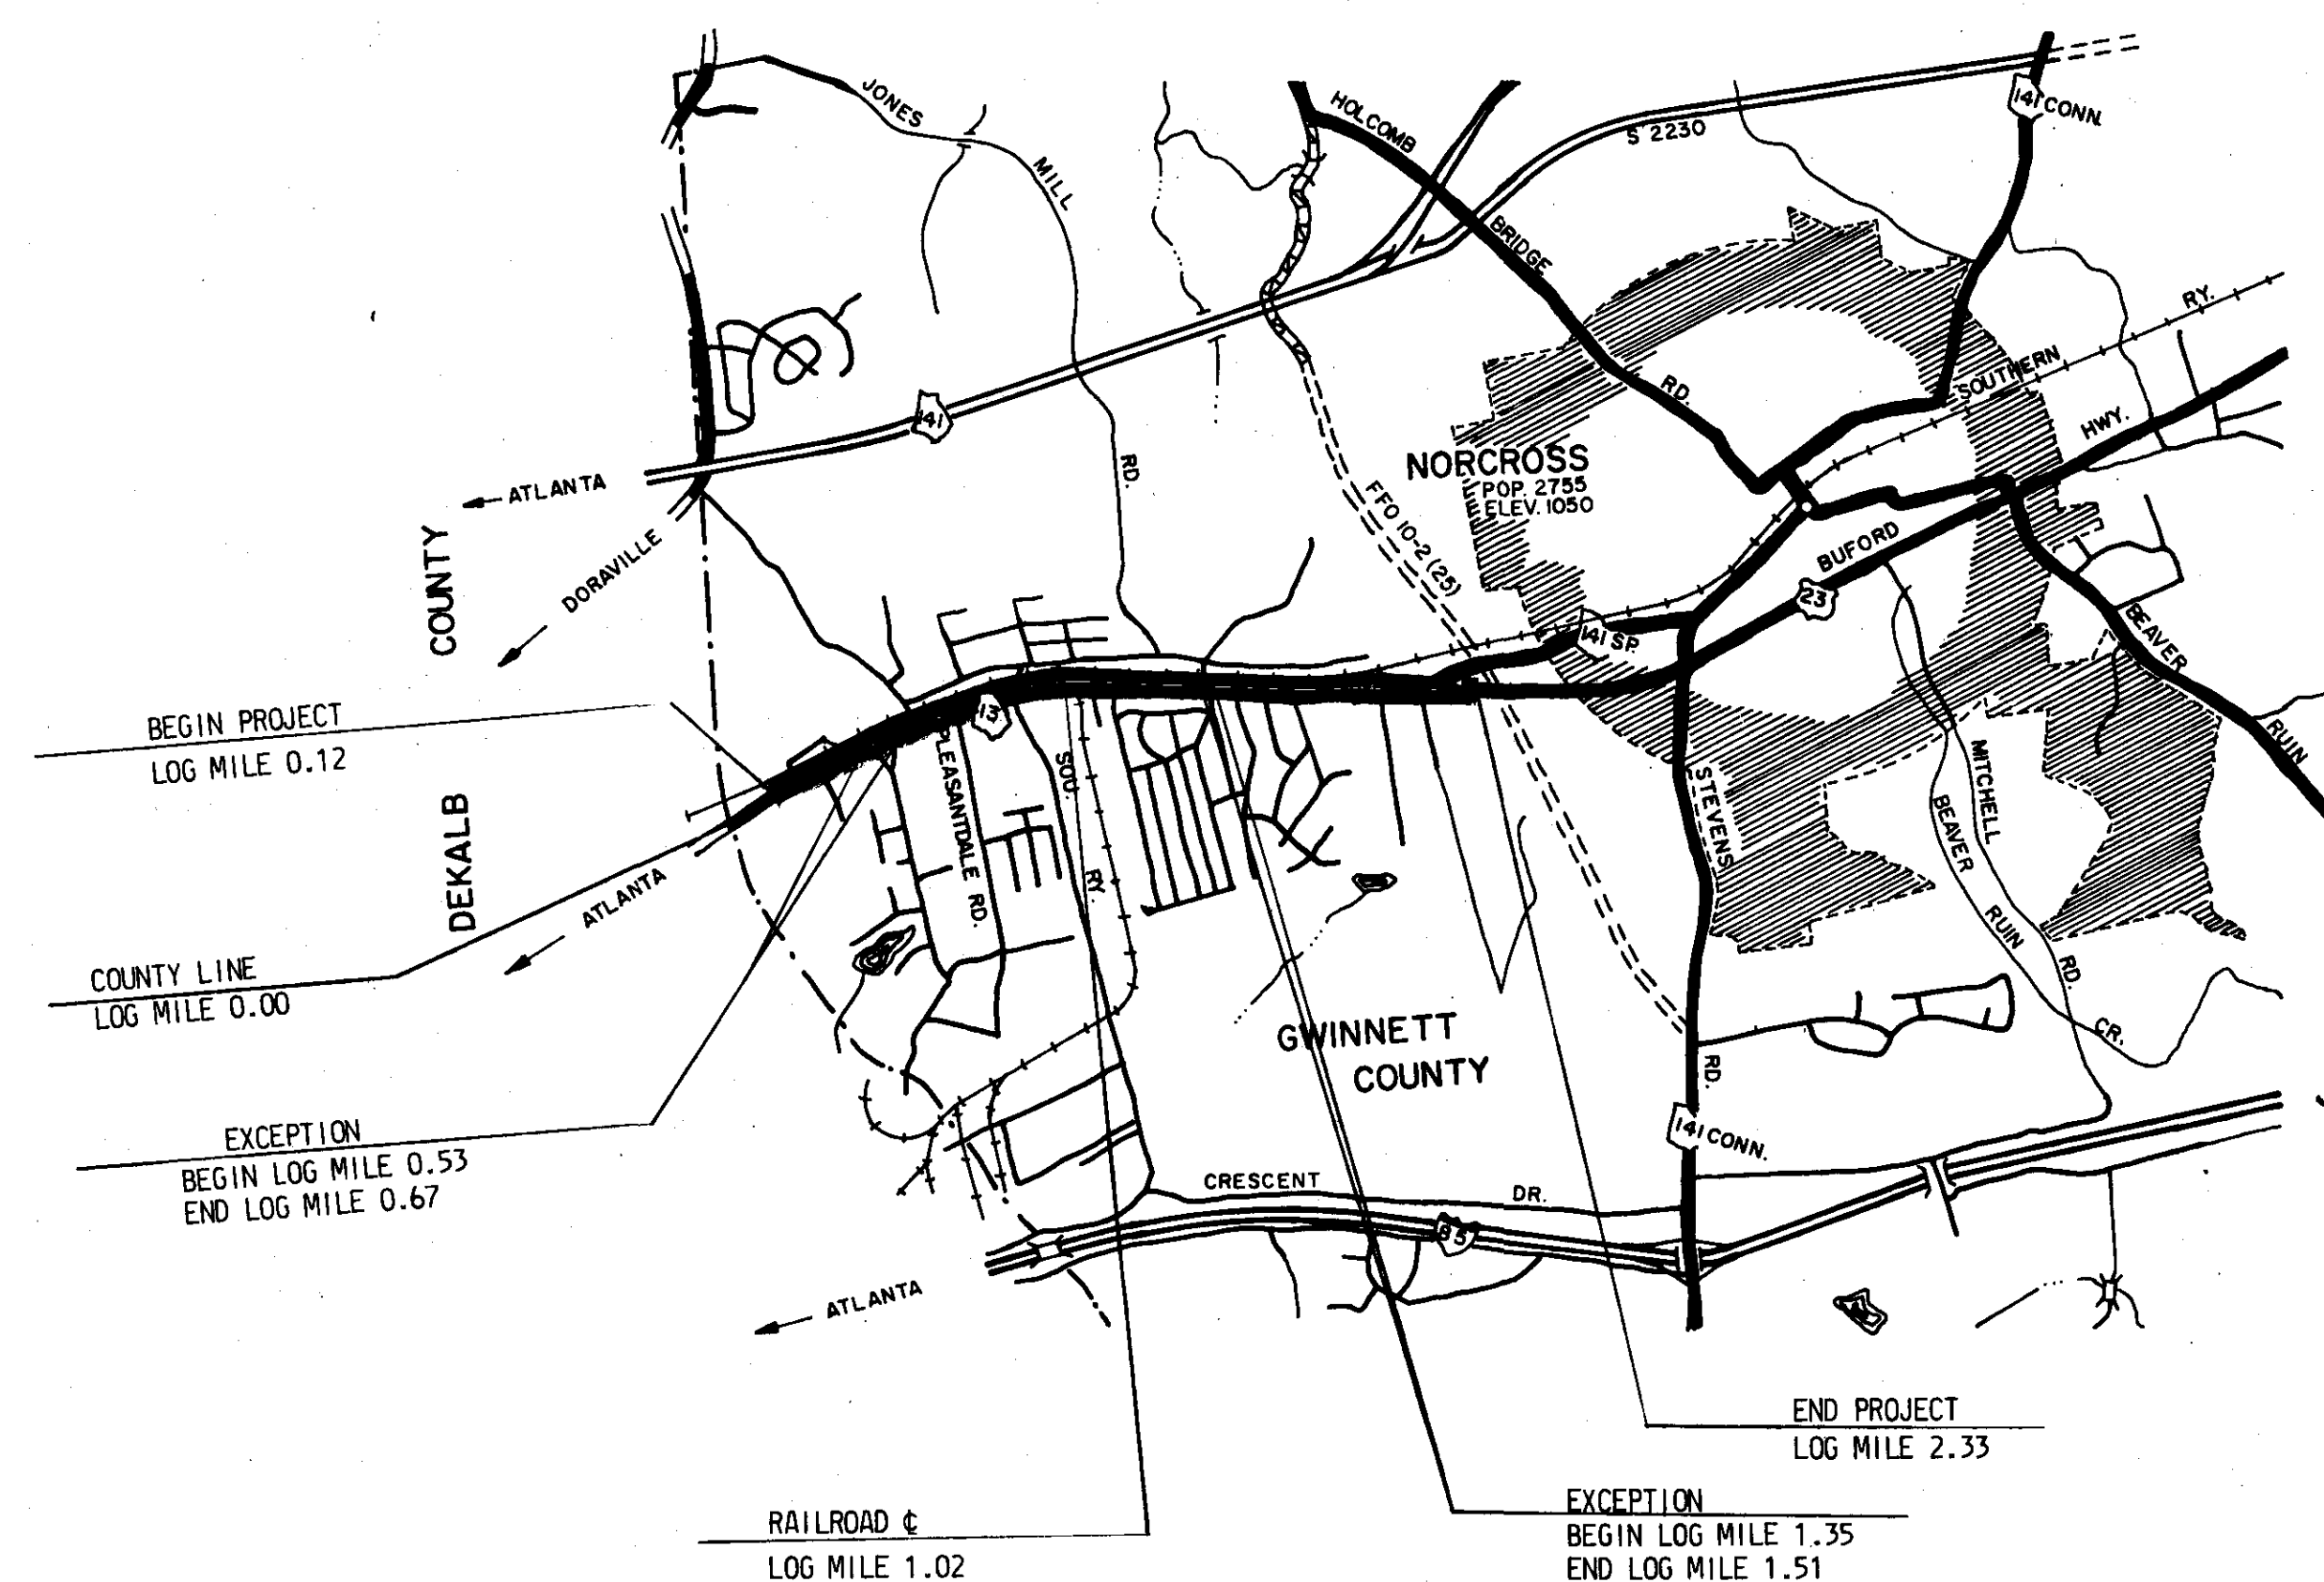 JONES
MILL
RD.
HOLCOMB
BRIDGE
RD.
S 2230
141 CONN.
RY.
SOUTHERN
HWY.
141
ATLANTA
DORAVILLE
COUNTY
DEKALB
NORCROSS
POP. 2755
ELEV. 1050
FFO 10-2 (25)
BUFORD
23
141 SP.
BEAVER
RUIN
BEGIN PROJECT
LOG MILE 0.12
13
PLEASANTDALE RD.
SOU.
RY.
STEVENS
RD.
MITCHELL
RD.
BEAVER
RUIN
CR.
ATLANTA
COUNTY LINE
LOG MILE 0.00
GWINNETT
COUNTY
EXCEPTION
BEGIN LOG MILE 0.53
END LOG MILE 0.67
141 CONN.
CRESCENT
DR.
85
ATLANTA
END PROJECT
LOG MILE 2.33
RAILROAD ℄
LOG MILE 1.02
EXCEPTION
BEGIN LOG MILE 1.35
END LOG MILE 1.51